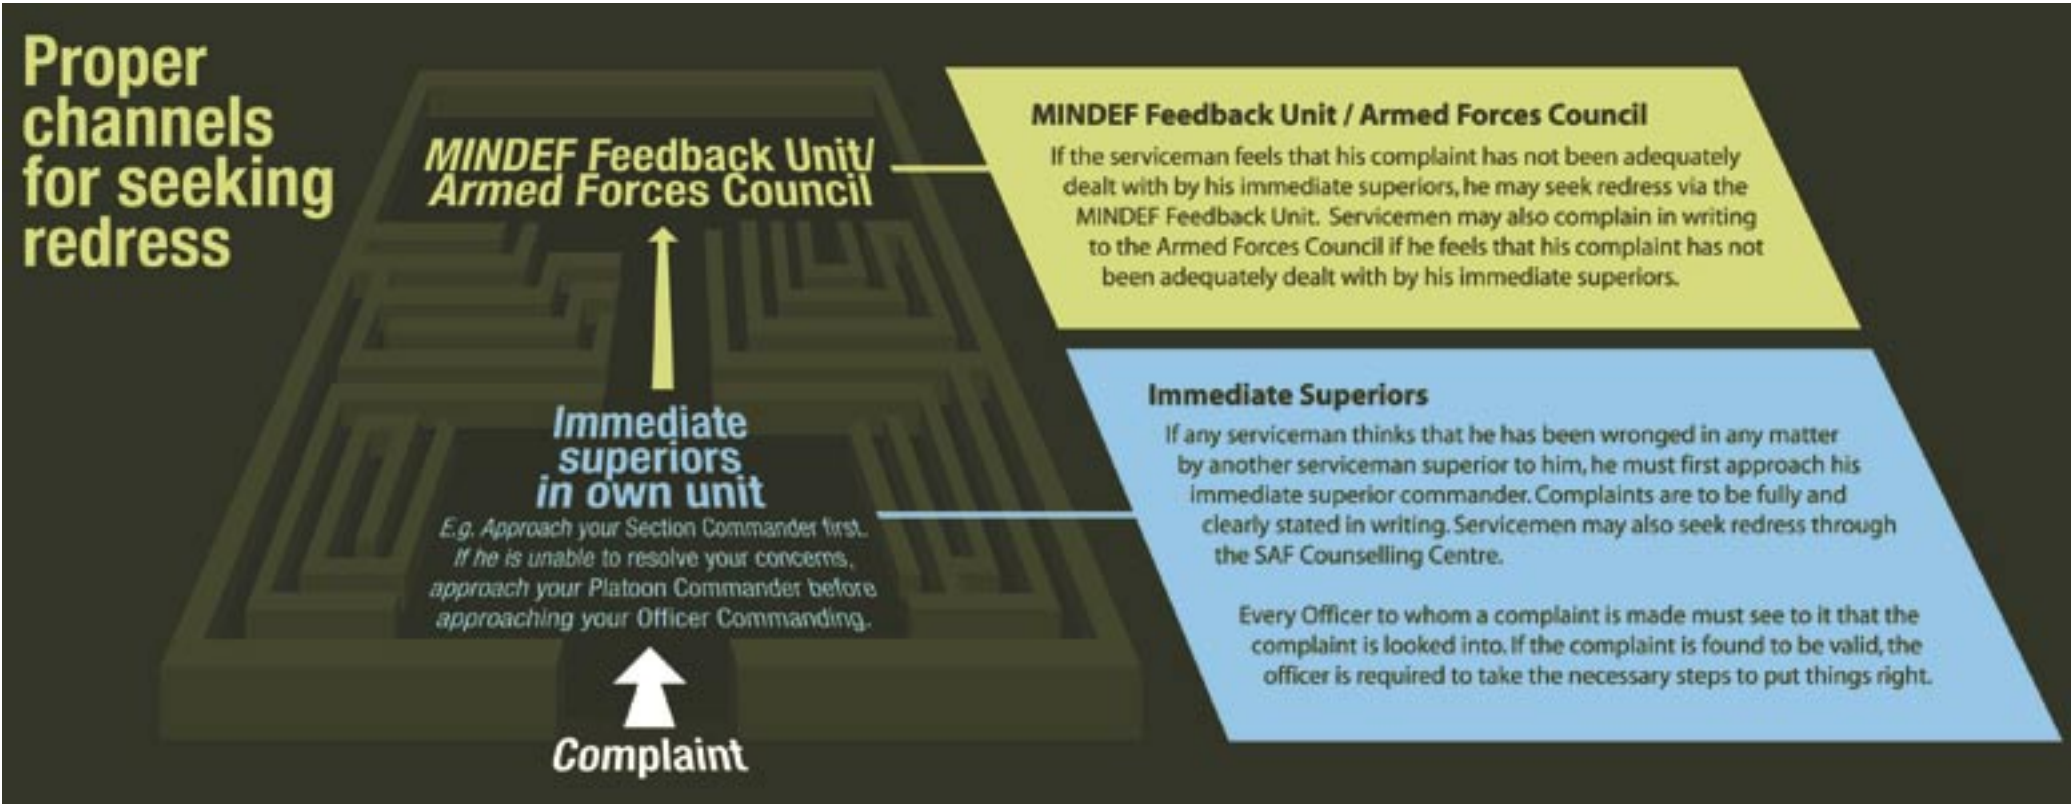 Proper
channels
for seeking
redress
MINDEF Feedback Unit/
Armed Forces Council
Immediate
superiors
in own unit
E.g. Approach your Section Commander first.
If he is unable to resolve your concerns,
approach your Platoon Commander before
approaching your Officer Commanding.
Complaint
MINDEF Feedback Unit / Armed Forces Council
If the serviceman feels that his complaint has not been adequately
dealt with by his immediate superiors, he may seek redress via the
MINDEF Feedback Unit. Servicemen may also complain in writing
to the Armed Forces Council if he feels that his complaint has not
been adequately dealt with by his immediate superiors.
Immediate Superiors
If any serviceman thinks that he has been wronged in any matter
by another serviceman superior to him, he must first approach his
immediate superior commander. Complaints are to be fully and
clearly stated in writing. Servicemen may also seek redress through
the SAF Counselling Centre.
Every Officer to whom a complaint is made must see to it that the
complaint is looked into. If the complaint is found to be valid, the
officer is required to take the necessary steps to put things right.